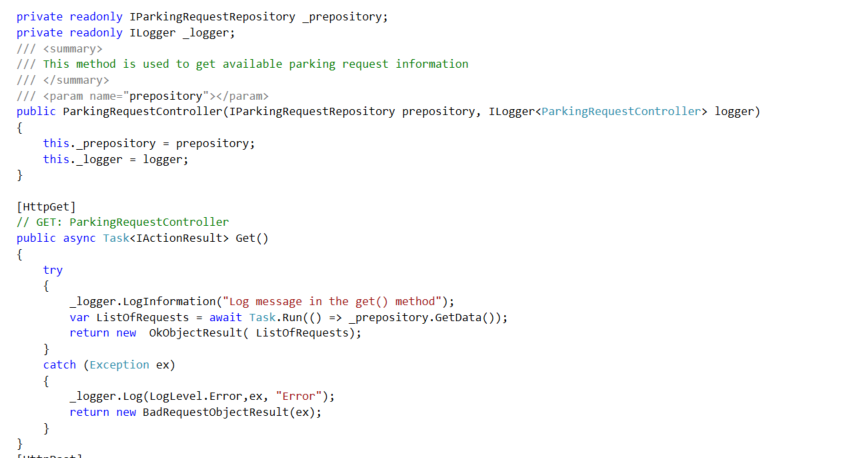 private readonly IParkingRequestRepository _prepository;
private readonly ILogger _logger;
/// <summary>
/// This method is used to get available parking request information
/// </summary>
/// <param name="prepository"></param>
public ParkingRequestController(IParkingRequestRepository prepository, ILogger<ParkingRequestController> logger)
{
    this._prepository = prepository;
    this._logger = logger;
}

[HttpGet]
// GET: ParkingRequestController
public async Task<IActionResult> Get()
{
    try
    {
        _logger.LogInformation("Log message in the get() method");
        var ListOfRequests = await Task.Run(() => _prepository.GetData());
        return new  OkObjectResult( ListOfRequests);
    }
    catch (Exception ex)
    {
        _logger.Log(LogLevel.Error,ex, "Error");
        return new BadRequestObjectResult(ex);
    }
}